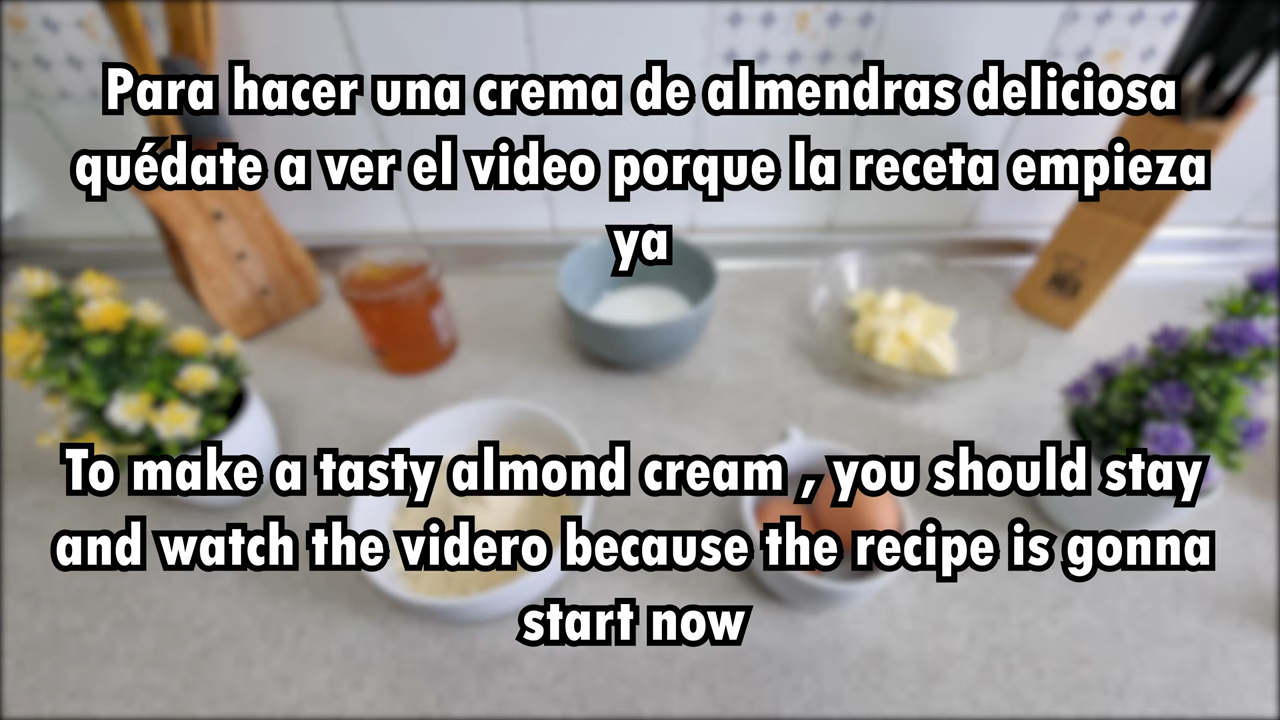 Para hacer una crema de almendras deliciosa
quédate a ver el video porque la receta empieza
ya
To make a tasty almond cream , you should stay
and watch the videro because the recipe is gonna
start now